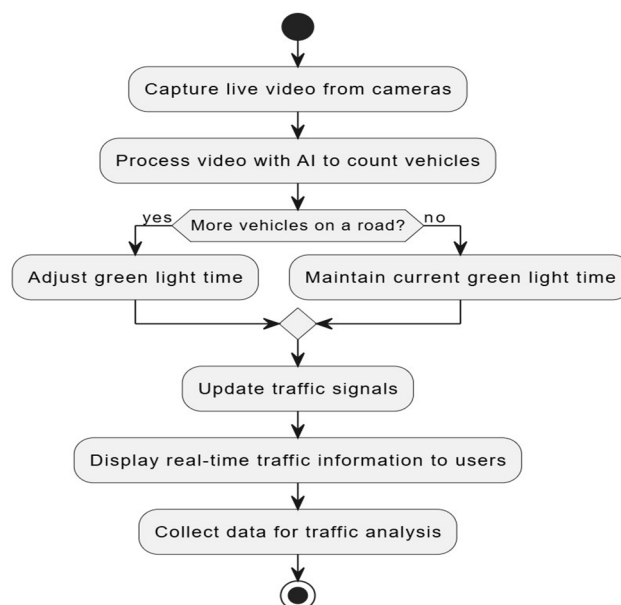 Capture live video from cameras
Process video with AI to count vehicles
yes
More vehicles on a road?
no
Adjust green light time
Maintain current green light time
Update traffic signals
Display real-time traffic information to users
Collect data for traffic analysis